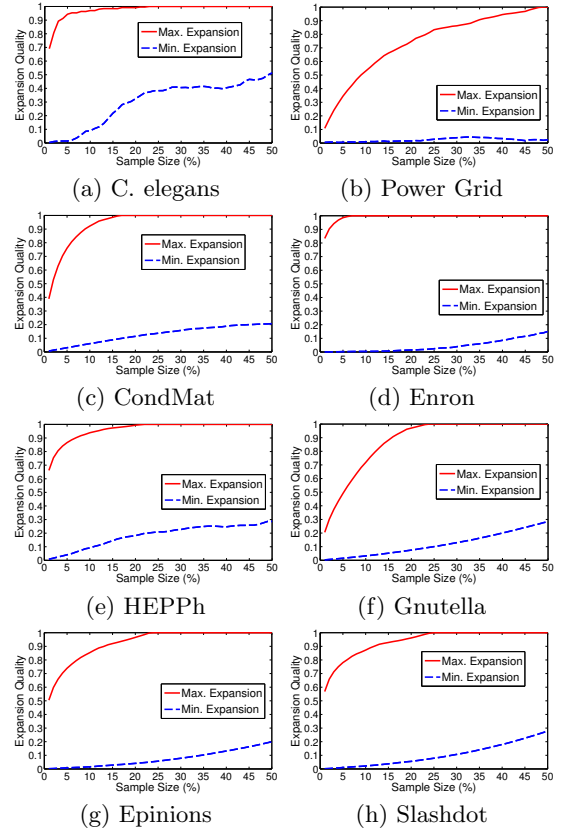 Expansion Quality
1
0.9
0.8
0.7
0.6
0.5
0.4
0.3
0.2
0.1
0
Max. Expansion
Min. Expansion
0 5 10 15 20 25 30 35 40 45 50
Sample Size (%)
(a) C. elegans
Expansion Quality
1
0.9
0.8
0.7
0.6
0.5
0.4
0.3
0.2
0.1
0
Max. Expansion
Min. Expansion
0 5 10 15 20 25 30 35 40 45 50
Sample Size (%)
(b) Power Grid
Expansion Quality
1
0.9
0.8
0.7
0.6
0.5
0.4
0.3
0.2
0.1
0
Max. Expansion
Min. Expansion
0 5 10 15 20 25 30 35 40 45 50
Sample Size (%)
(c) CondMat
Expansion Quality
1
0.9
0.8
0.7
0.6
0.5
0.4
0.3
0.2
0.1
0
Max. Expansion
Min. Expansion
0 5 10 15 20 25 30 35 40 45 50
Sample Size (%)
(d) Enron
Expansion Quality
1
0.9
0.8
0.7
0.6
0.5
0.4
0.3
0.2
0.1
0
Max. Expansion
Min. Expansion
0 5 10 15 20 25 30 35 40 45 50
Sample Size (%)
(e) HEPPh
Expansion Quality
1
0.9
0.8
0.7
0.6
0.5
0.4
0.3
0.2
0.1
0
Max. Expansion
Min. Expansion
0 5 10 15 20 25 30 35 40 45 50
Sample Size (%)
(f) Gnutella
Expansion Quality
1
0.9
0.8
0.7
0.6
0.5
0.4
0.3
0.2
0.1
0
Max. Expansion
Min. Expansion
0 5 10 15 20 25 30 35 40 45 50
Sample Size (%)
(g) Epinions
Expansion Quality
1
0.9
0.8
0.7
0.6
0.5
0.4
0.3
0.2
0.1
0
Max. Expansion
Min. Expansion
0 5 10 15 20 25 30 35 40 45 50
Sample Size (%)
(h) Slashdot